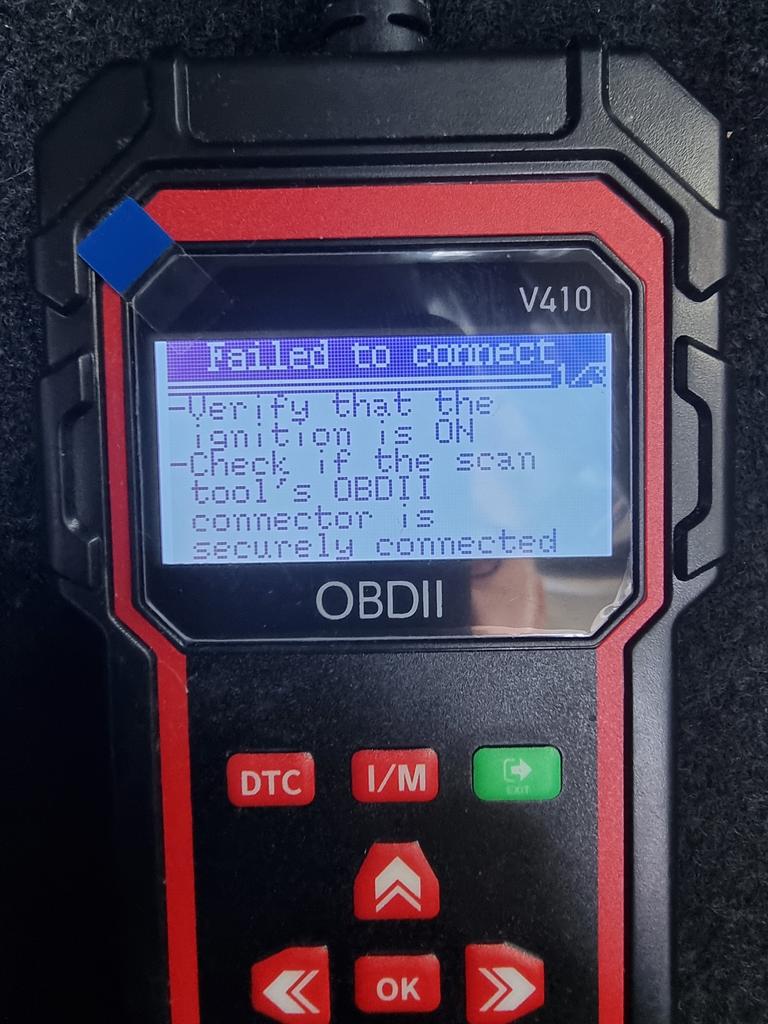 V410
Failed to connect
-Verify that the
ignition is ON
-Check if the scan
tool's OBDII
connector is
securely connected
OBDII
DTC
I/M
EXIT
OK